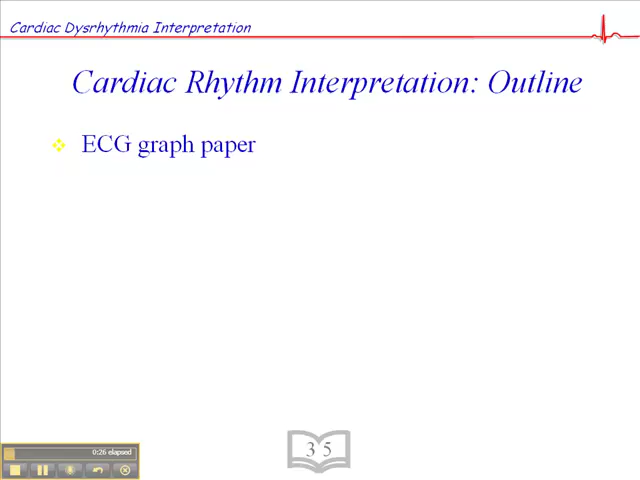 Cardiac Dysrhythmia Interpretation
Cardiac Rhythm Interpretation: Outline
ECG graph paper
0:26 elapsed
3 5